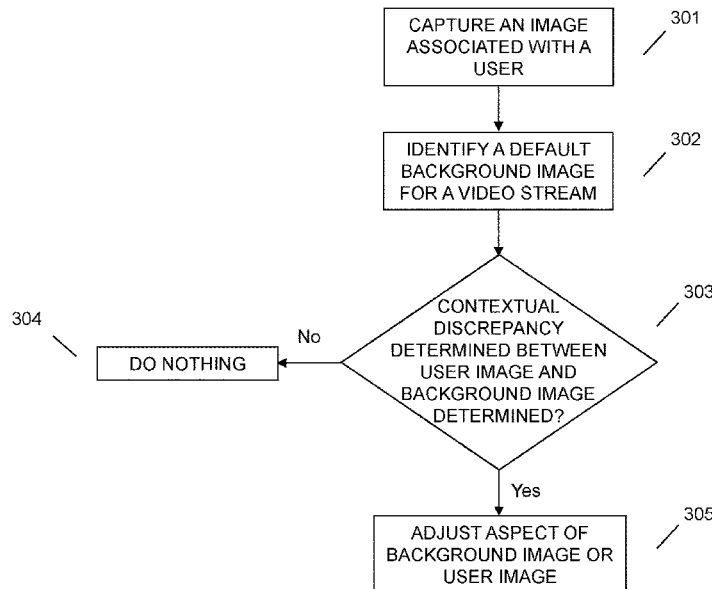 CAPTURE AN IMAGE
ASSOCIATED WITH A
USER
301
IDENTIFY A DEFAULT
BACKGROUND IMAGE
FOR A VIDEO STREAM
302
CONTEXTUAL
DISCREPANCY
DETERMINED BETWEEN
USER IMAGE AND
BACKGROUND IMAGE
DETERMINED?
303
No
304
DO NOTHING
Yes
ADJUST ASPECT OF
BACKGROUND IMAGE OR
USER IMAGE
305